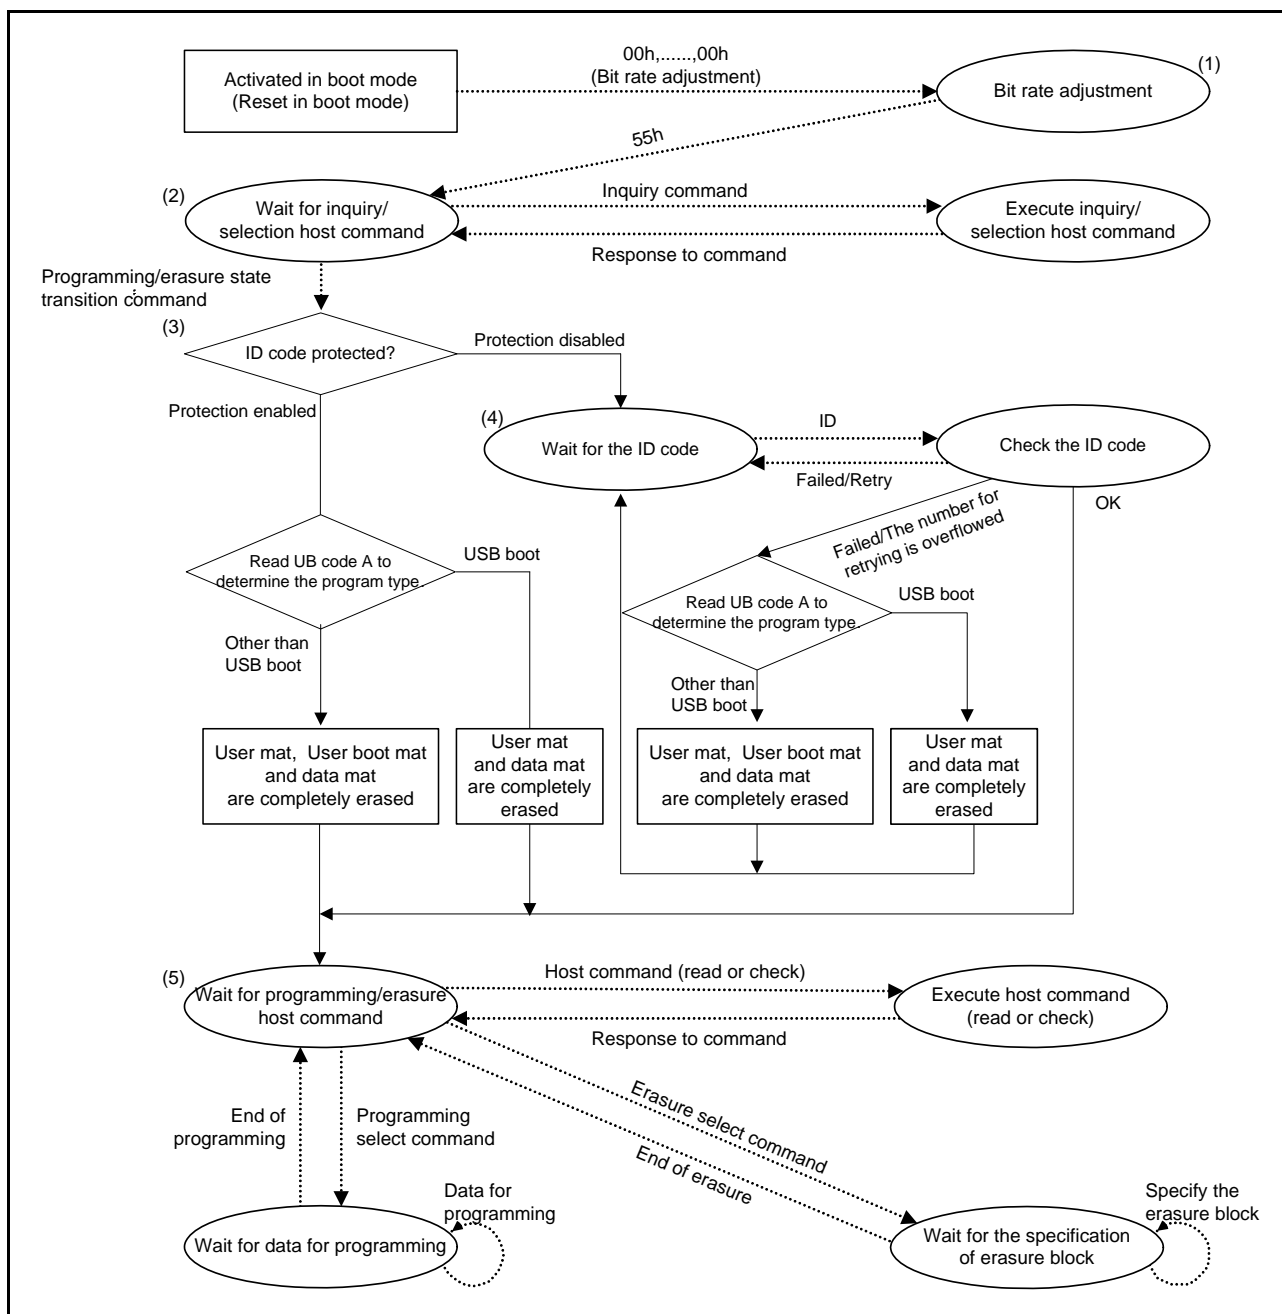 00h,......,00h
(Bit rate adjustment)
Activated in boot mode
(Reset in boot mode)
(1)
Bit rate adjustment
55h
(2)
Wait for inquiry/
selection host command
Inquiry command
Response to command
Execute inquiry/
selection host command
Programming/erasure state
transition command
(3)
ID code protected?
Protection disabled
Protection enabled
(4)
Wait for the ID code
ID
Failed/Retry
Check the ID code
OK
Failed/The number for
retrying is overflowed
Read UB code A to
determine the program type.
USB boot
Other than
USB boot
Read UB code A to
determine the program type.
USB boot
Other than
USB boot
User mat, User boot mat
and data mat
are completely erased
User mat
and data mat
are completely
erased
User mat, User boot mat
and data mat
are completely erased
User mat
and data mat
are completely
erased
(5)
Wait for programming/erasure
host command
Host command (read or check)
Response to command
Execute host command
(read or check)
End of
programming
Programming
select command
Erasure select command
End of erasure
Data for
programming
Wait for data for programming
Specify the
erasure block
Wait for the specification
of erasure block